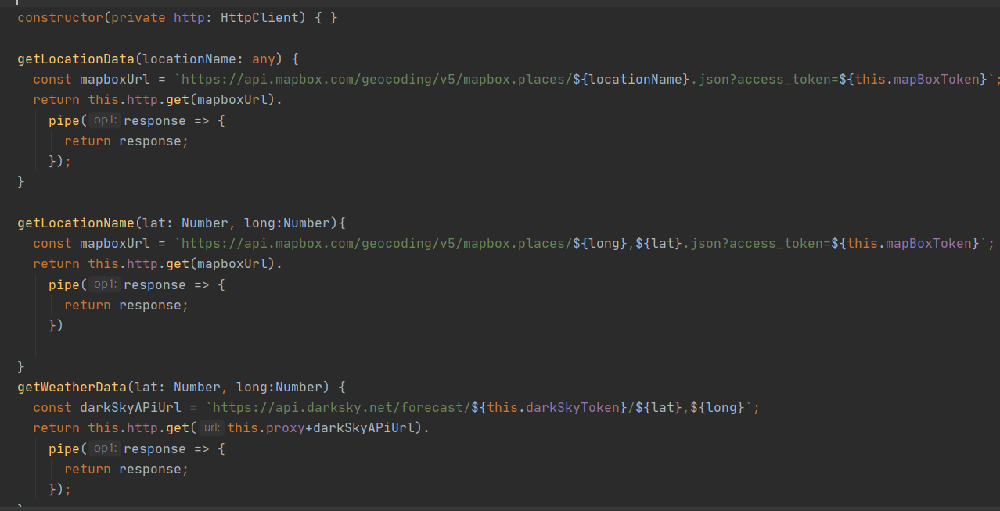 constructor(private http: HttpClient) { }
getLocationData(locationName: any) {
const mapboxUrl = `https://api.mapbox.com/geocoding/v5/mapbox.places/${locationName}.json?access_token=${this.mapBoxToken}`;
return this.http.get(mapboxUrl).
pipe( op1: response => {
return response;
});
}
getLocationName(lat: Number, long:Number){
const mapboxUrl = `https://api.mapbox.com/geocoding/v5/mapbox.places/${long},${lat}.json?access_token=${this.mapBoxToken}`;
return this.http.get(mapboxUrl).
pipe( op1: response => {
return response;
})
}
getWeatherData(lat: Number, long:Number) {
const darkSkyAPiUrl = `https://api.darksky.net/forecast/${this.darkSkyToken}/${lat},${long}`;
return this.http.get( url: this.proxy+darkSkyAPiUrl).
pipe( op1: response => {
return response;
});
}